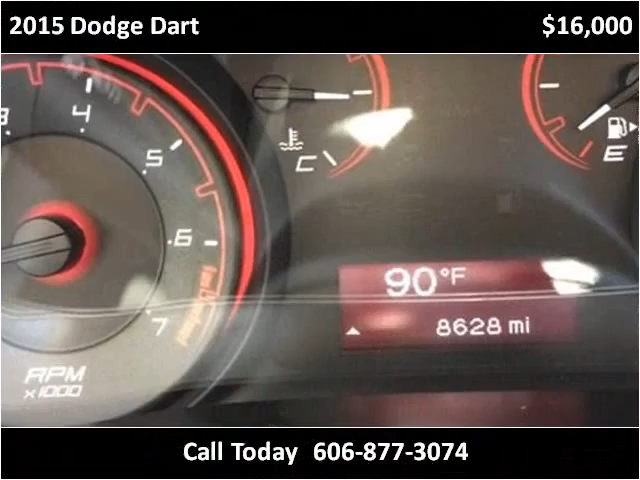 2015 Dodge Dart $16,000
4
.5
.6
7
RPM
x1000
C
E
90°F
8628 mi
Call Today 606-877-3074